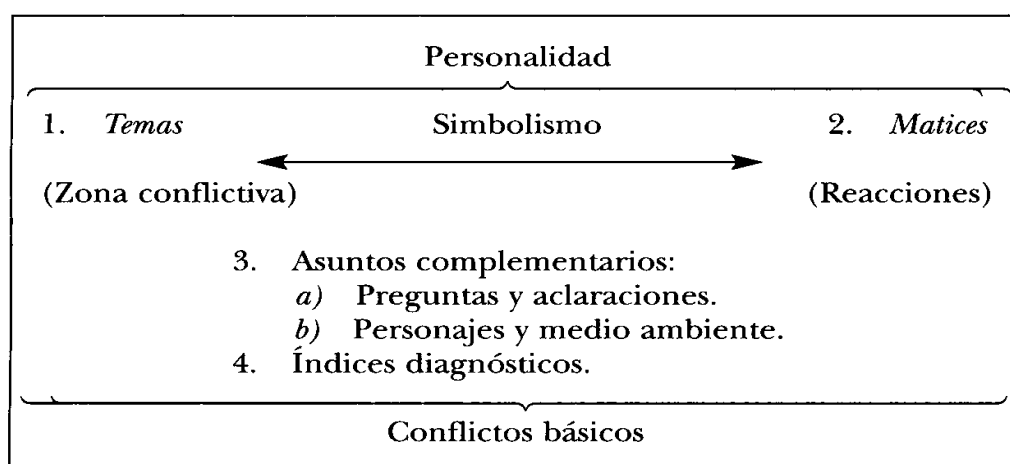 Personalidad
1. Temas Simbolismo 2. Matices
(Zona conflictiva) (Reacciones)
3. Asuntos complementarios:
a) Preguntas y aclaraciones.
b) Personajes y medio ambiente.
4. Índices diagnósticos.
Conflictos básicos